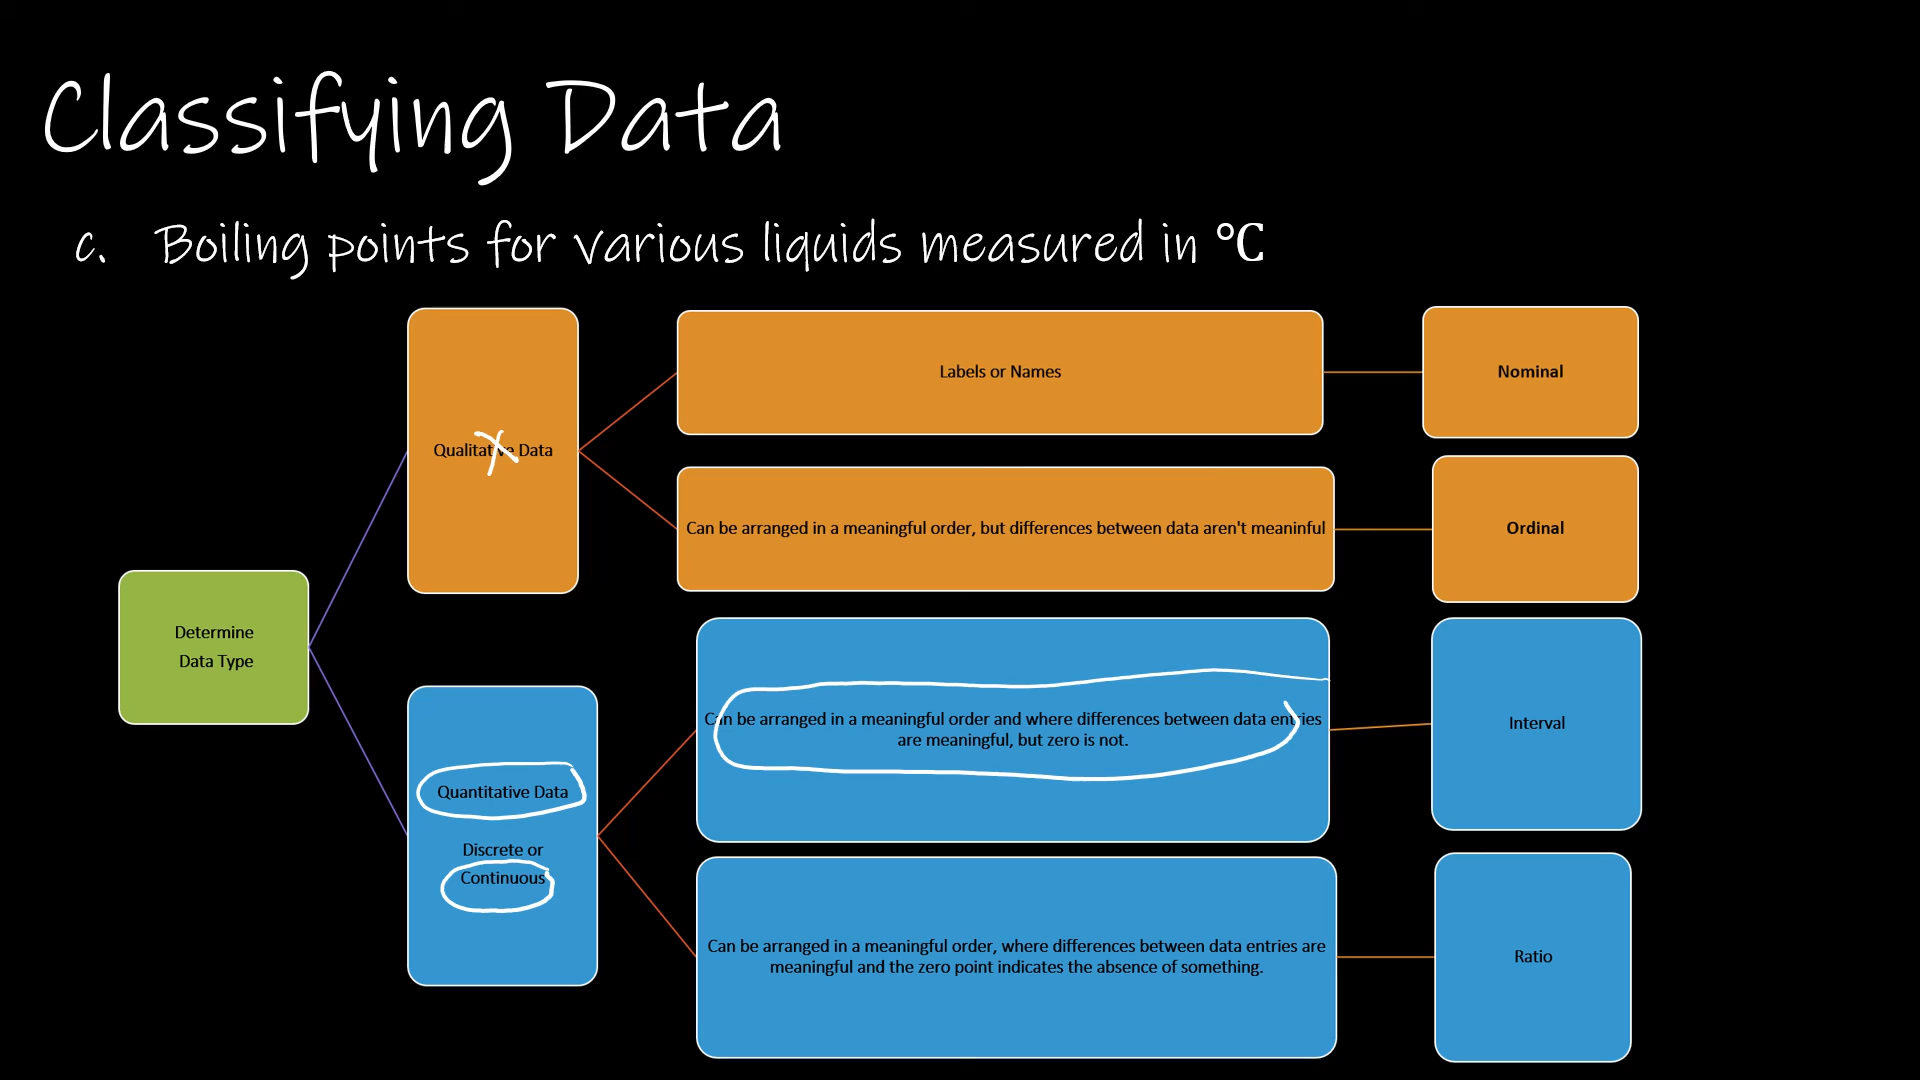 Classifying Data
c. Boiling points for various liquids measured in °C
Qualitative Data
Labels or Names
Nominal
Can be arranged in a meaningful order, but differences between data aren't meaninful
Ordinal
Determine
Data Type
Quantitative Data
Discrete or
Continuous
Can be arranged in a meaningful order and where differences between data entries
are meaningful, but zero is not.
Interval
Can be arranged in a meaningful order, where differences between data entries are
meaningful and the zero point indicates the absence of something.
Ratio